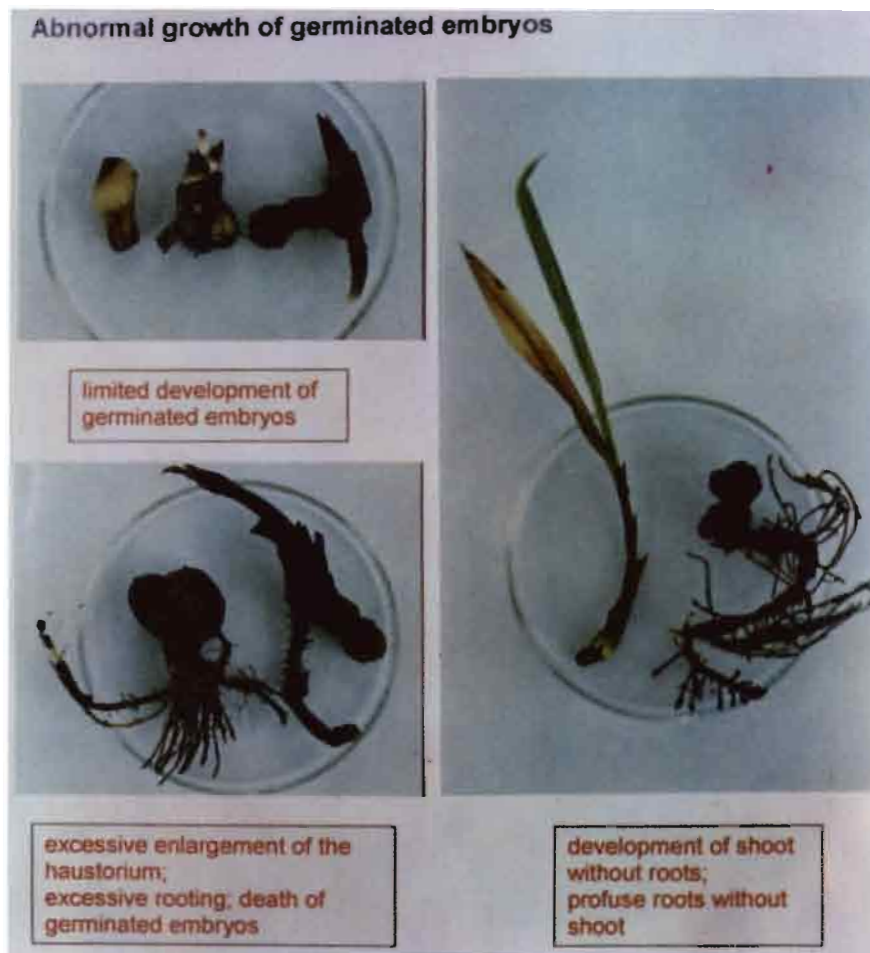 Abnormal growth of germinated embryos
limited development of
germinated embryos
excessive enlargement of the
haustorium;
excessive rooting; death of
germinated embryos
development of shoot
without roots;
profuse roots without
shoot